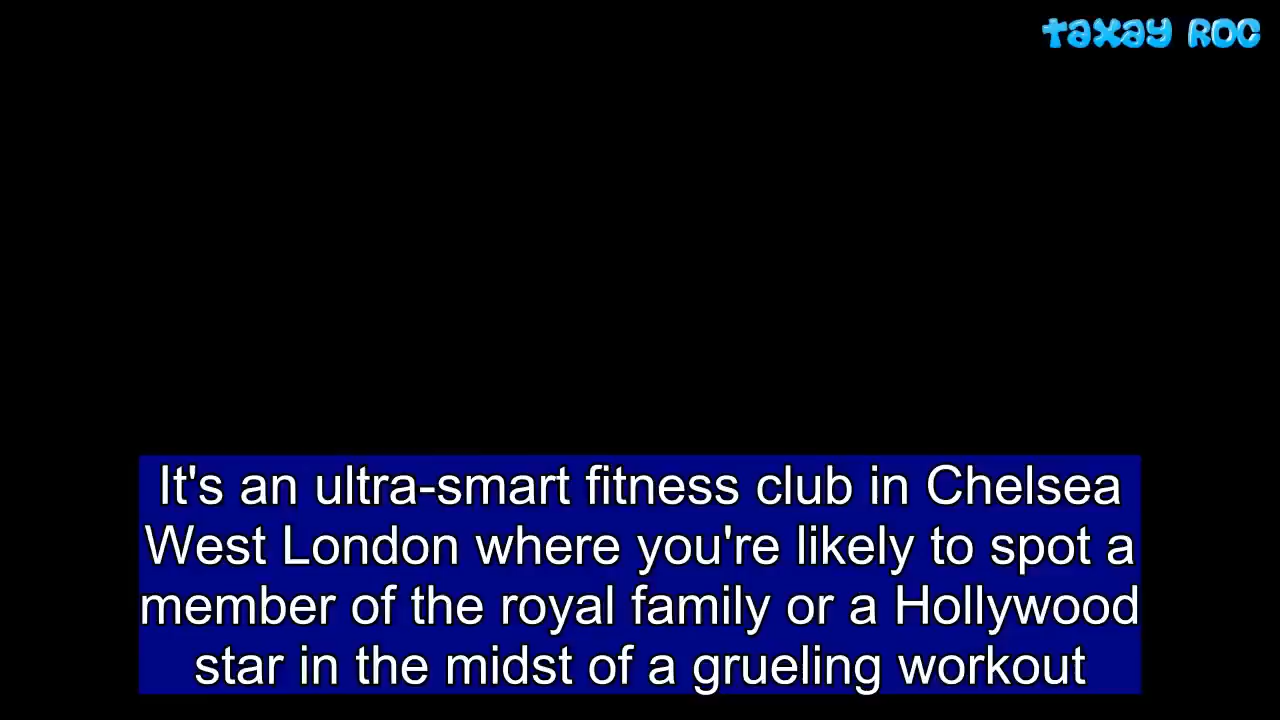 TaXaY ROC
It's an ultra-smart fitness club in Chelsea
West London where you're likely to spot a
member of the royal family or a Hollywood
star in the midst of a grueling workout